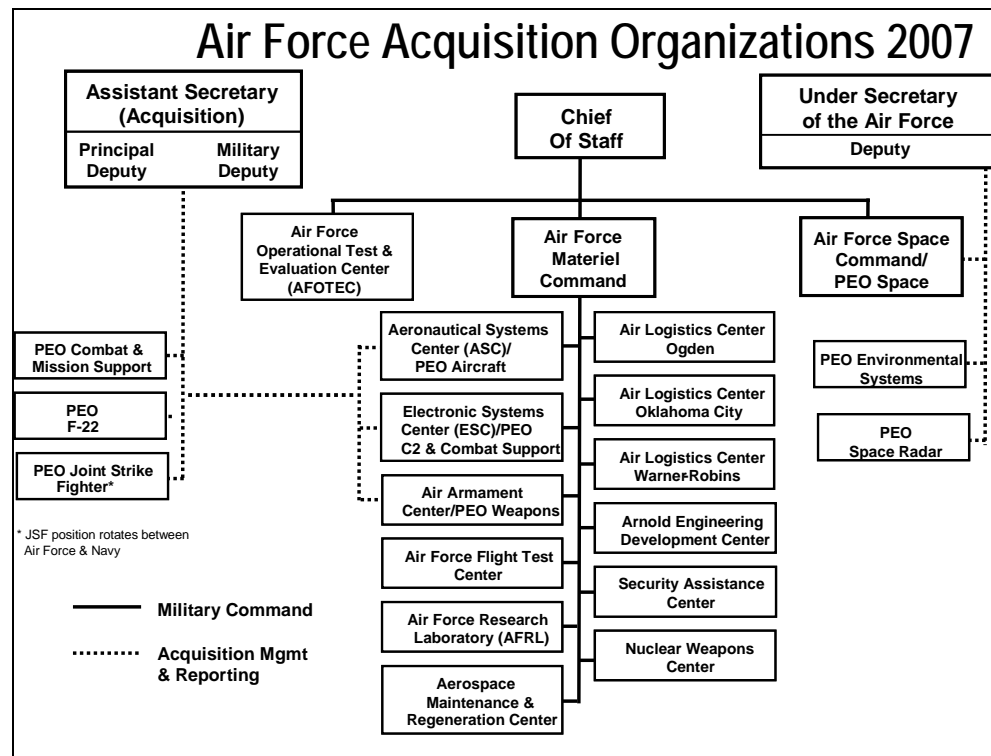 Air Force Acquisition Organizations 2007
Assistant Secretary
(Acquisition)
Principal
Deputy
Military
Deputy
Chief
Of Staff
Under Secretary
of the Air Force
Deputy
Air Force
Operational Test &
Evaluation Center
(AFOTEC)
Air Force
Materiel
Command
Air Force Space
Command/
PEO Space
PEO Combat &
Mission Support
PEO
F-22
PEO Joint Strike
Fighter*
* JSF position rotates between
Air Force & Navy
Aeronautical Systems
Center (ASC)/
PEO Aircraft
Electronic Systems
Center (ESC)/PEO
C2 & Combat Support
Air Armament
Center/PEO Weapons
Air Force Flight Test
Center
Air Force Research
Laboratory (AFRL)
Aerospace
Maintenance &
Regeneration Center
Air Logistics Center
Ogden
Air Logistics Center
Oklahoma City
Air Logistics Center
Warner-Robins
Arnold Engineering
Development Center
Security Assistance
Center
Nuclear Weapons
Center
PEO Environmental
Systems
PEO
Space Radar
Military Command
Acquisition Mgmt
& Reporting